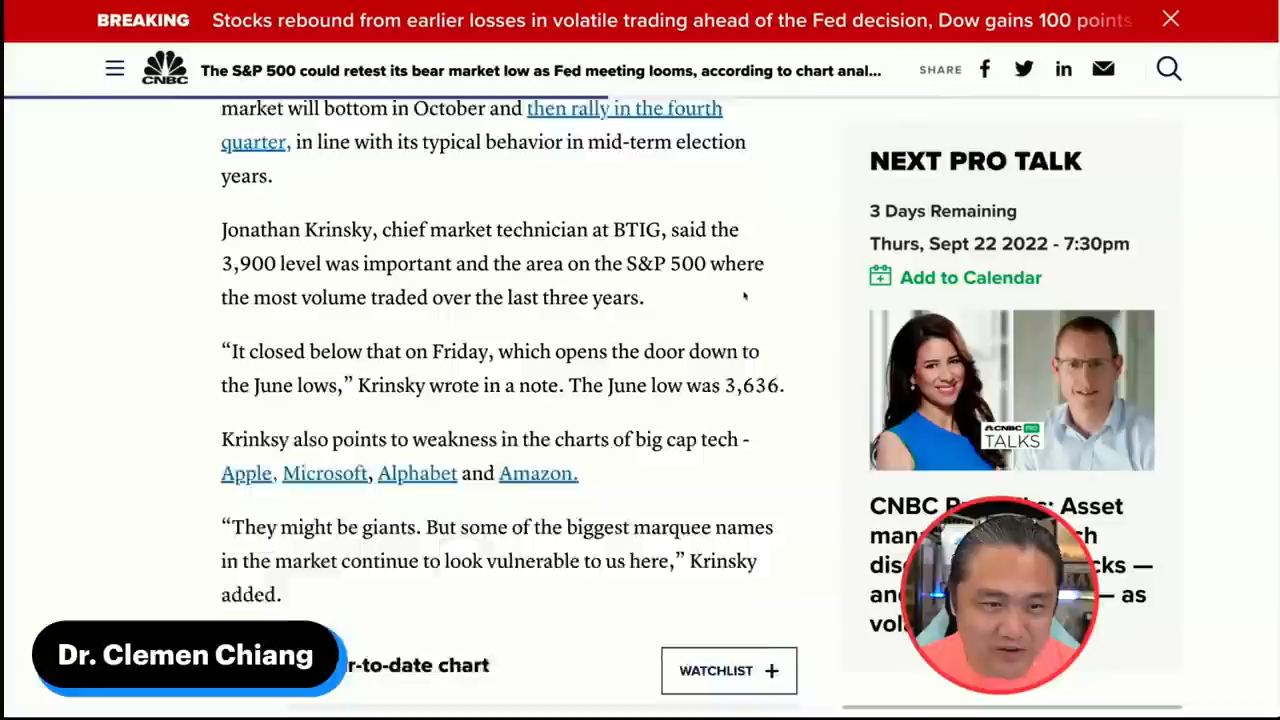 BREAKING Stocks rebound from earlier losses in volatile trading ahead of the Fed decision, Dow gains 100 points
CNBC The S&P 500 could retest its bear market low as Fed meeting looms, according to chart anal... SHARE
market will bottom in October and then rally in the fourth
quarter, in line with its typical behavior in mid-term election
years.
Jonathan Krinsky, chief market technician at BTIG, said the
3,900 level was important and the area on the S&P 500 where
the most volume traded over the last three years.
“It closed below that on Friday, which opens the door down to
the June lows,” Krinsky wrote in a note. The June low was 3,636.
Krinksy also points to weakness in the charts of big cap tech -
Apple, Microsoft, Alphabet and Amazon.
“They might be giants. But some of the biggest marquee names
in the market continue to look vulnerable to us here,” Krinsky
added.
r-to-date chart
WATCHLIST +
NEXT PRO TALK
3 Days Remaining
Thurs, Sept 22 2022 - 7:30pm
Add to Calendar
CNBC PRO
TALKS
CNBC Asset
— as
Dr. Clemen Chiang